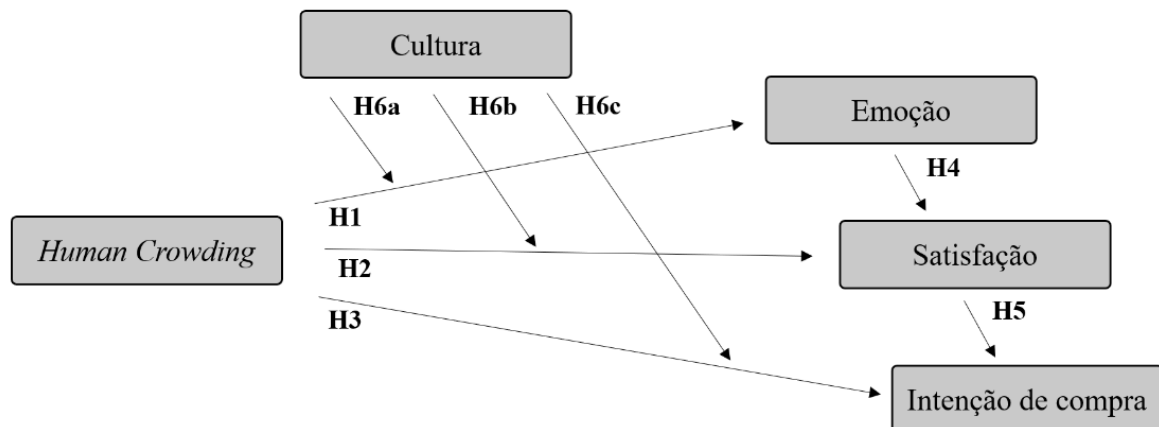 Cultura
H6a
H6b
H6c
Emoção
H4
H1
Human Crowding
H2
Satisfação
H3
H5
Intenção de compra